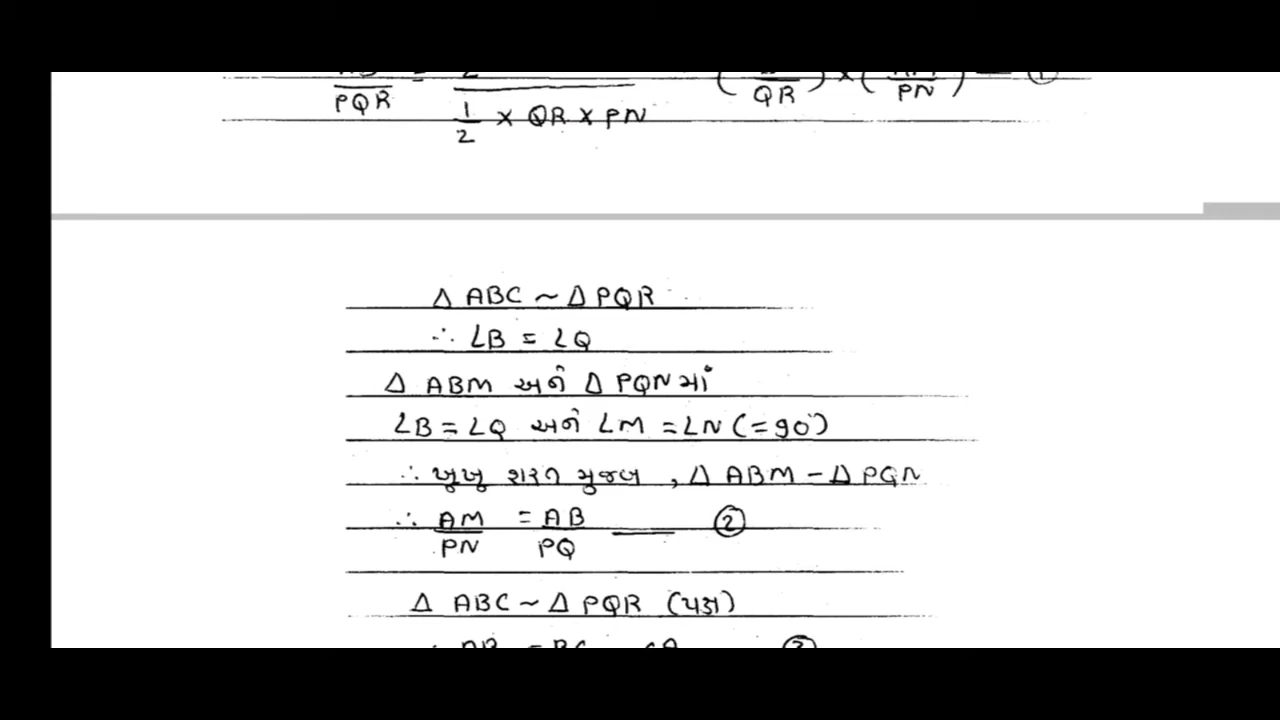 PQR = 1/2 × QR × PN (QR) × (PN) — ①
Δ ABC ~ Δ PQR
∴ ∠B = ∠Q
Δ ABM અને Δ PQN માં
∠B = ∠Q અને ∠M = ∠N (= 90°)
∴ ખૂખૂ શરત મુજબ , Δ ABM – Δ PQN
∴ AM/PN = AB/PQ —— ②
Δ ABC ~ Δ PQR (પક્ષ)